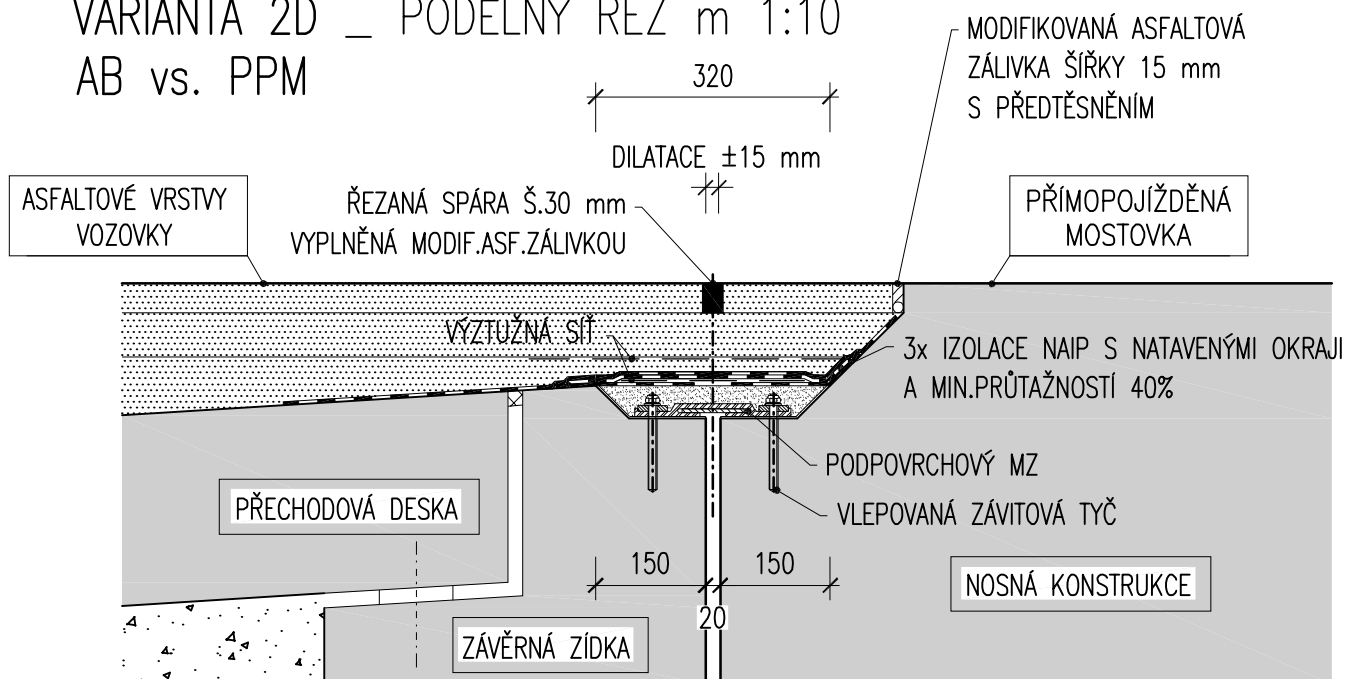 VARIANTA 2D _ PODÉLNÝ ŘEZ m 1:10
AB vs. PPM
MODIFIKOVANÁ ASFALTOVÁ
ZÁLIVKA ŠÍŘKY 15 mm
S PŘEDTĚSNĚNÍM
320
DILATACE ±15 mm
ASFALTOVÉ VRSTVY
VOZOVKY
ŘEZANÁ SPÁRA Š.30 mm
VYPLNĚNÁ MODIF.ASF.ZÁLIVKOU
PŘÍMOPOJÍŽDĚNÁ
MOSTOVKA
VÝZTUŽNÁ SÍŤ
3x IZOLACE NAIP S NATAVENÝMI OKRAJI
A MIN.PRŮTAŽNOSTÍ 40%
PODPOVRCHOVÝ MZ
PŘECHODOVÁ DESKA
VLEPOVANÁ ZÁVITOVÁ TYČ
150
150
NOSNÁ KONSTRUKCE
20
ZÁVĚRNÁ ZÍDKA